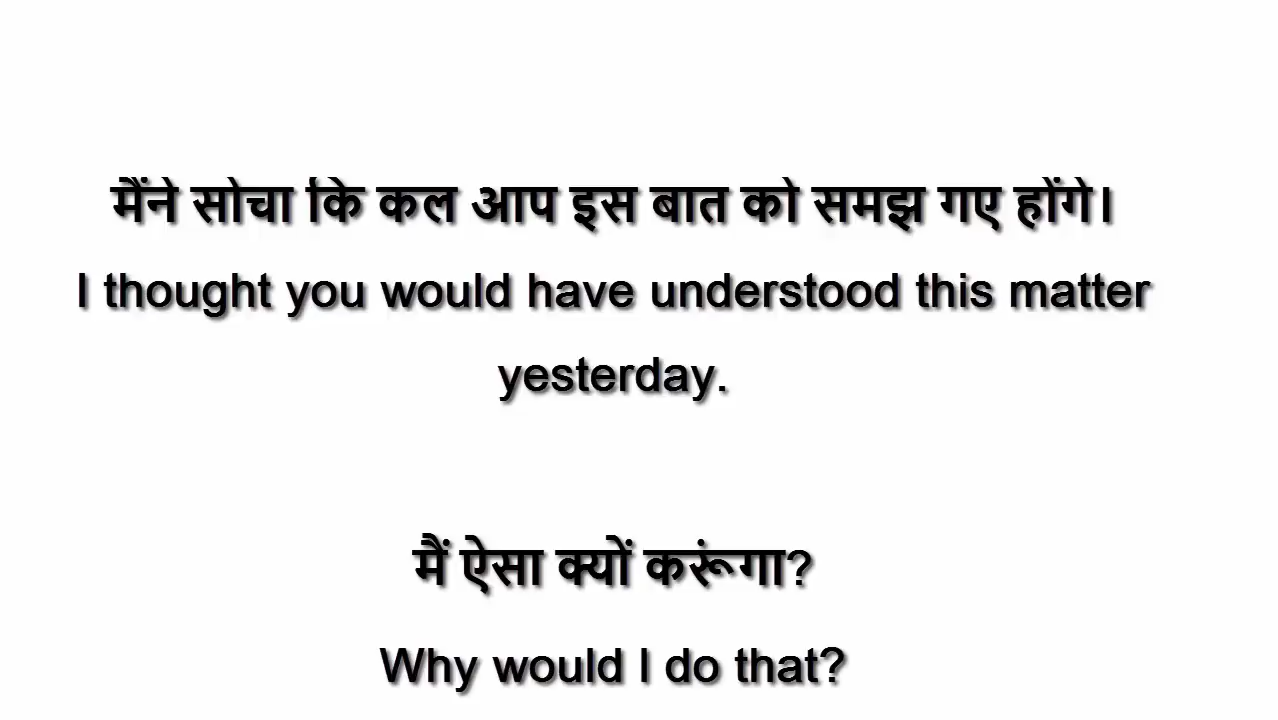 मैंने सोचा कि कल आप इस बात को समझ गए होंगे।
I thought you would have understood this matter
yesterday.
मैं ऐसा क्यों करूंगा?
Why would I do that?